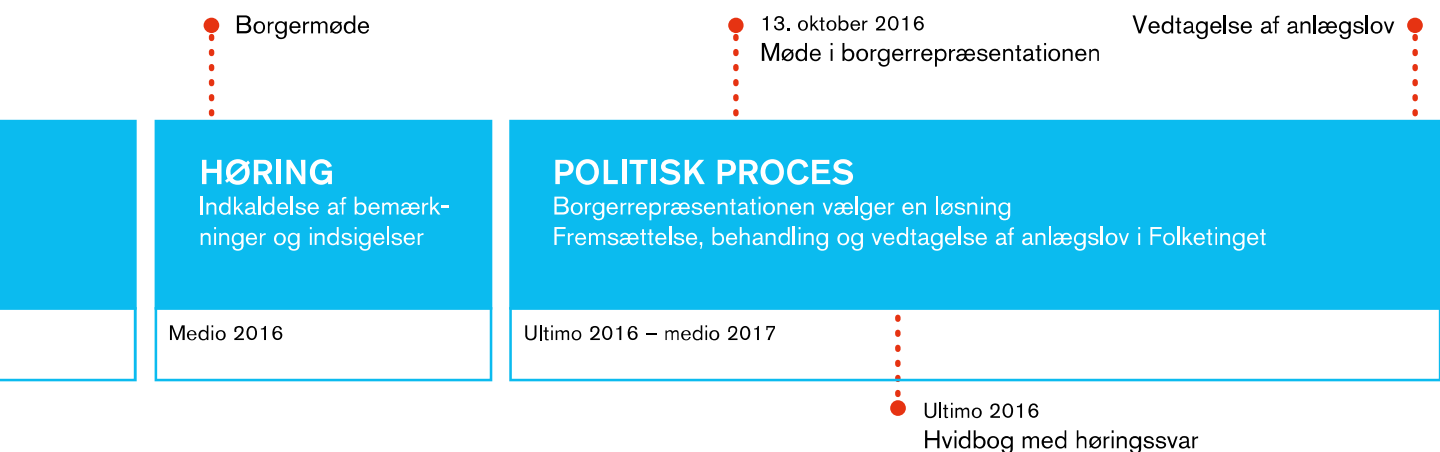 Borgermøde
13. oktober 2016
Møde i borgerrepræsentationen
Vedtagelse af anlægslov
HØRING
Indkaldelse af bemærk-
ninger og indsigelser
Medio 2016
POLITISK PROCES
Borgerrepræsentationen vælger en løsning
Fremsættelse, behandling og vedtagelse af anlægslov i Folketinget
Ultimo 2016 – medio 2017
Ultimo 2016
Hvidbog med høringssvar